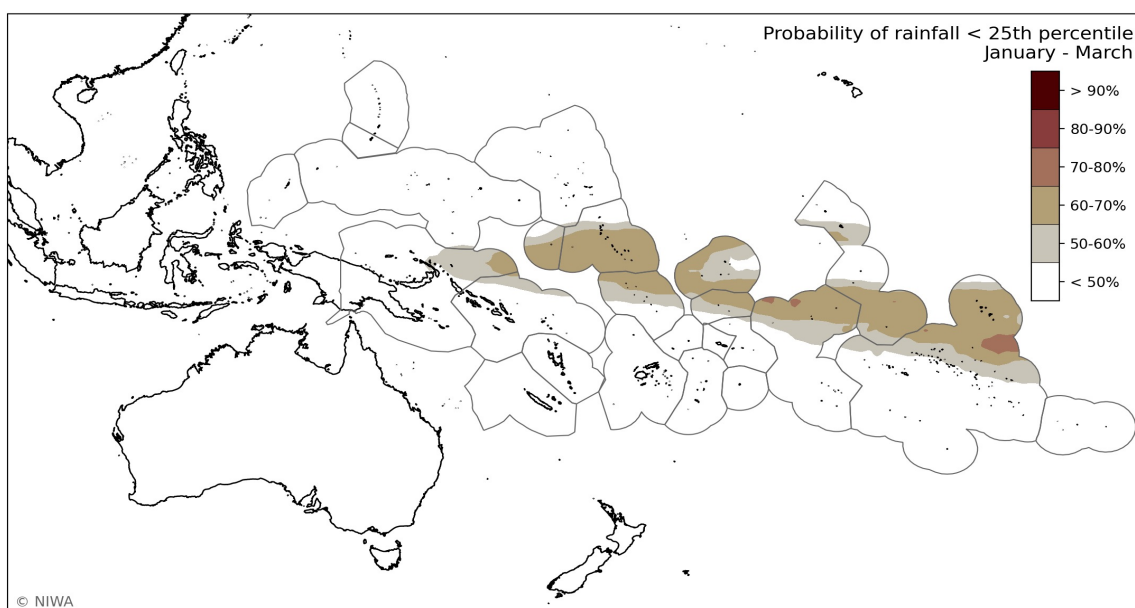 Probability of rainfall < 25th percentile
January - March
> 90%
80-90%
70-80%
60-70%
50-60%
< 50%
© NIWA